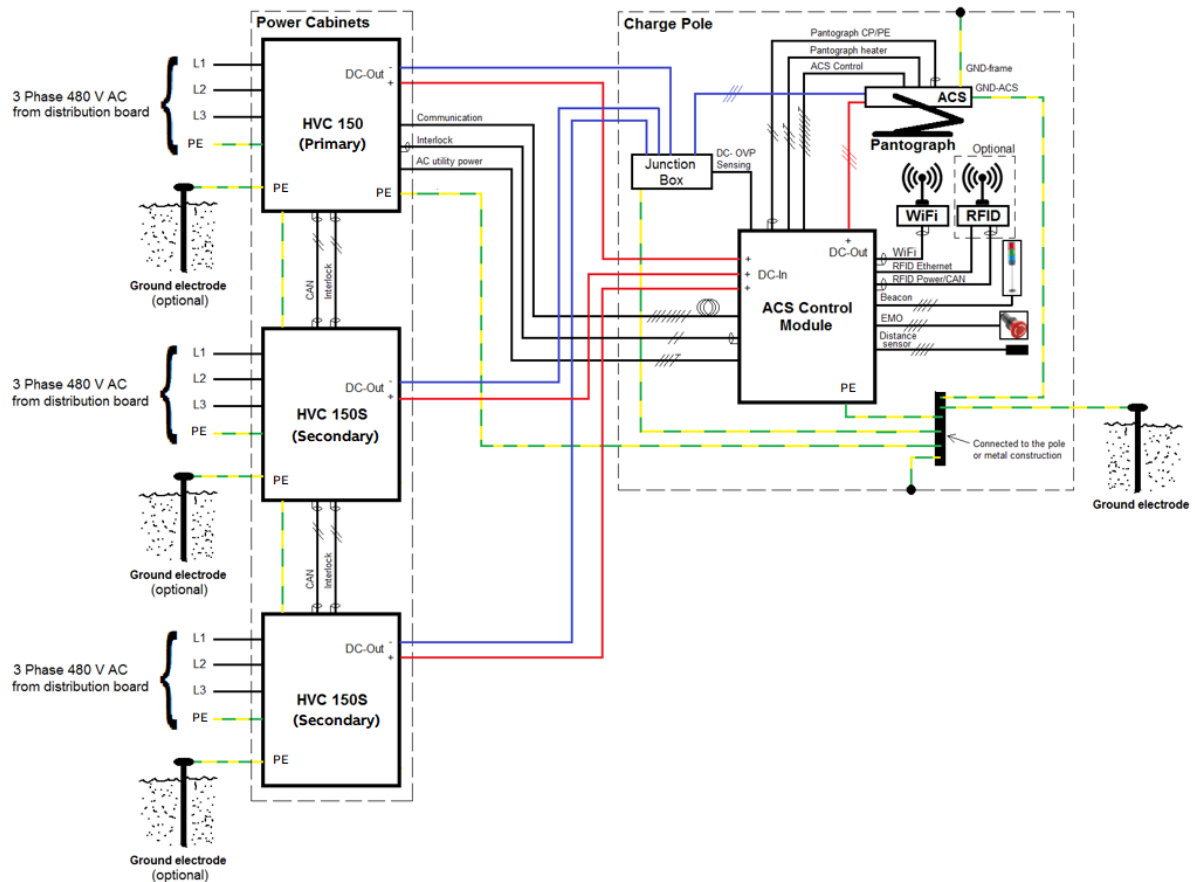 Power Cabinets
L1
L2
L3
PE
3 Phase 480 V AC
from distribution board
HVC 150
(Primary)
DC-Out
-
+
PE
PE
Ground electrode
(optional)
Communication
Interlock
AC utility power
CAN
Interlock
L1
L2
L3
PE
3 Phase 480 V AC
from distribution board
HVC 150S
(Secondary)
DC-Out
-
+
PE
Ground electrode
(optional)
CAN
Interlock
L1
L2
L3
PE
3 Phase 480 V AC
from distribution board
HVC 150S
(Secondary)
DC-Out
-
+
PE
Ground electrode
(optional)
Charge Pole
Pantograph CP/PE
Pantograph heater
ACS Control
GND-frame
GND-ACS
ACS
Pantograph
Junction
Box
DC- OVP
Sensing
Optional
WiFi
RFID
+
DC-Out
+
+
+
DC-In
ACS Control
Module
PE
WiFi
RFID Ethernet
RFID Power/CAN
Beacon
EMO
Distance
sensor
Connected to the pole
or metal construction
Ground electrode